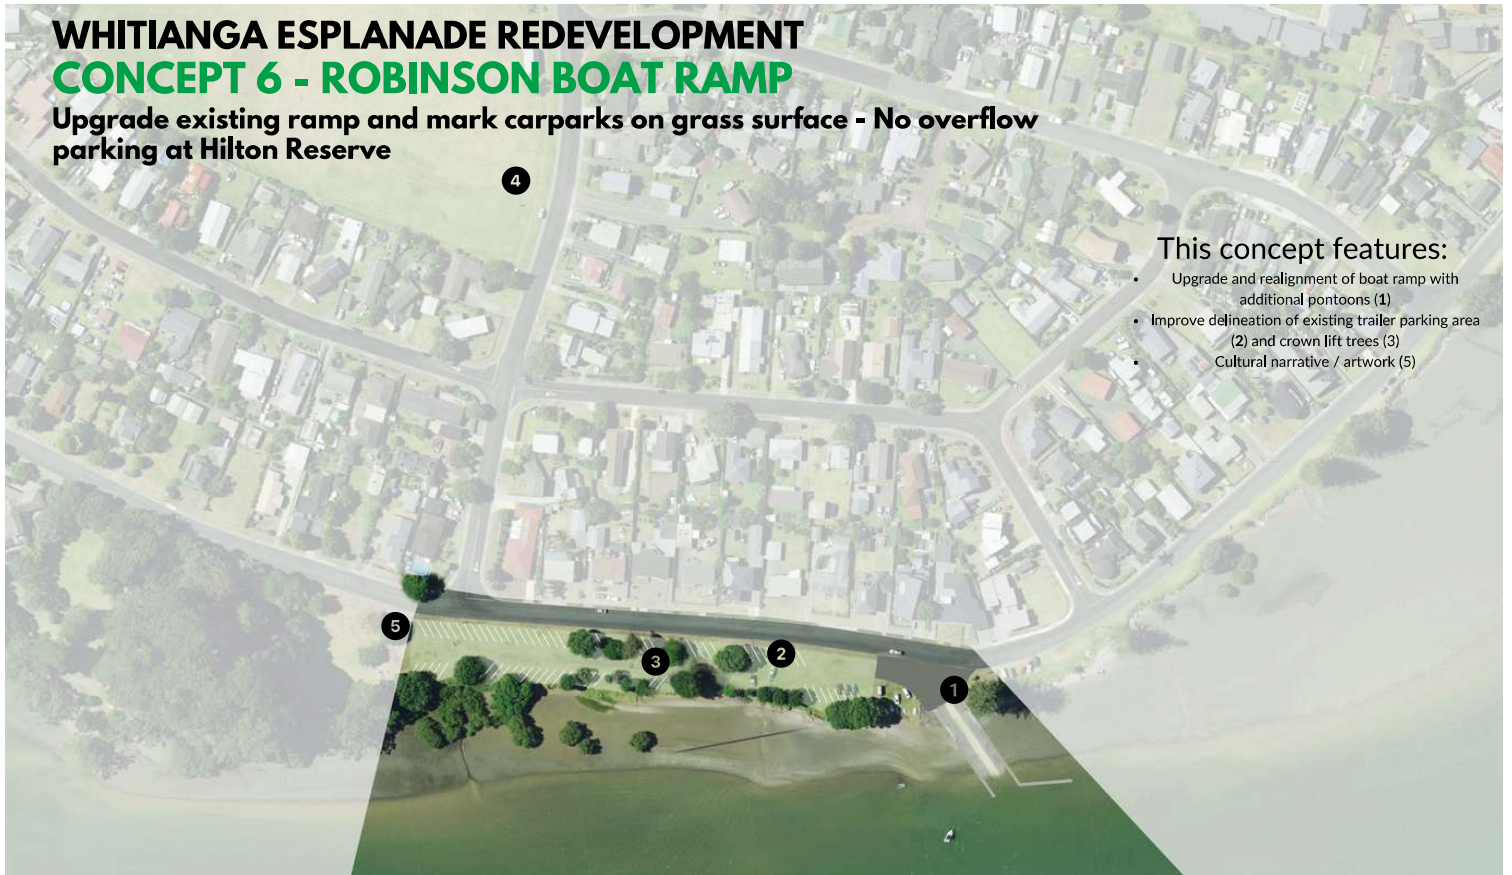 WHITIANGA ESPLANADE REDEVELOPMENT
CONCEPT 6 - ROBINSON BOAT RAMP
Upgrade existing ramp and mark carparks on grass surface - No overflow
parking at Hilton Reserve
4
This concept features:
• Upgrade and realignment of boat ramp with
additional pontoons (1)
• Improve delineation of existing trailer parking area
(2) and crown lift trees (3)
• Cultural narrative / artwork (5)
5
3
2
1